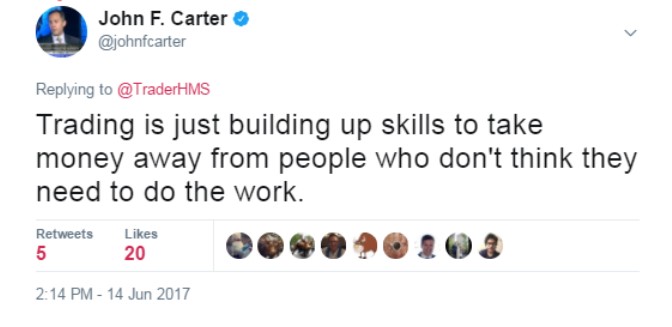 John F. Carter
@johnfcarter
Replying to @TraderHMS
Trading is just building up skills to take
money away from people who don't think they
need to do the work.
Retweets Likes
5 20
2:14 PM - 14 Jun 2017